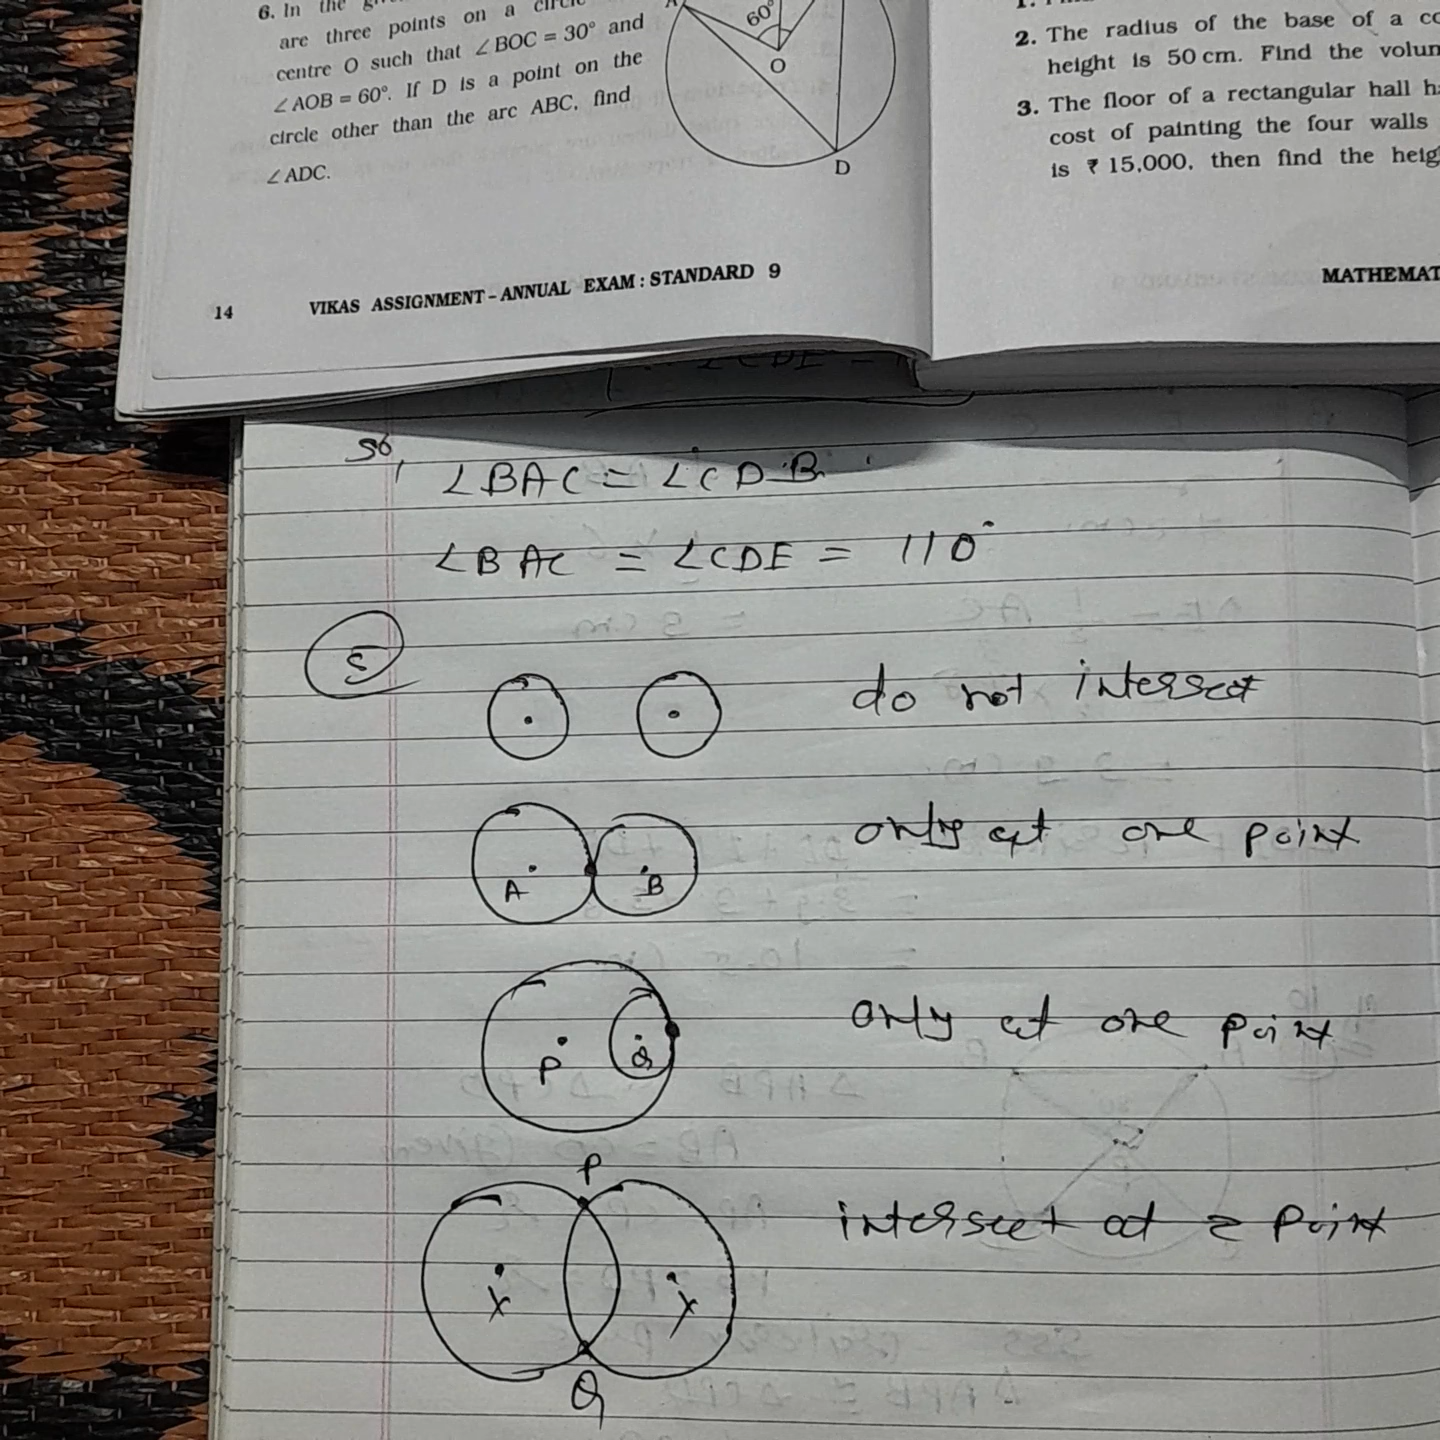 6. In the
are three points on a circle
centre O such that ∠BOC = 30° and
∠AOB = 60°. If D is a point on the
circle other than the arc ABC, find
∠ADC.
60°
O
D
14 VIKAS ASSIGNMENT – ANNUAL EXAM : STANDARD 9
2. The radius of the base of a
height is 50 cm. Find the
3. The floor of a rectangular hall
cost of painting the four walls
is ₹ 15,000, then find the
MATHEMAT
∠BAC = ∠CDB
∠BAC = ∠CDE = 110°
5
do not intersect
A B only at one point
P Q only at one point
P
X Y intersect at 2 point
Q